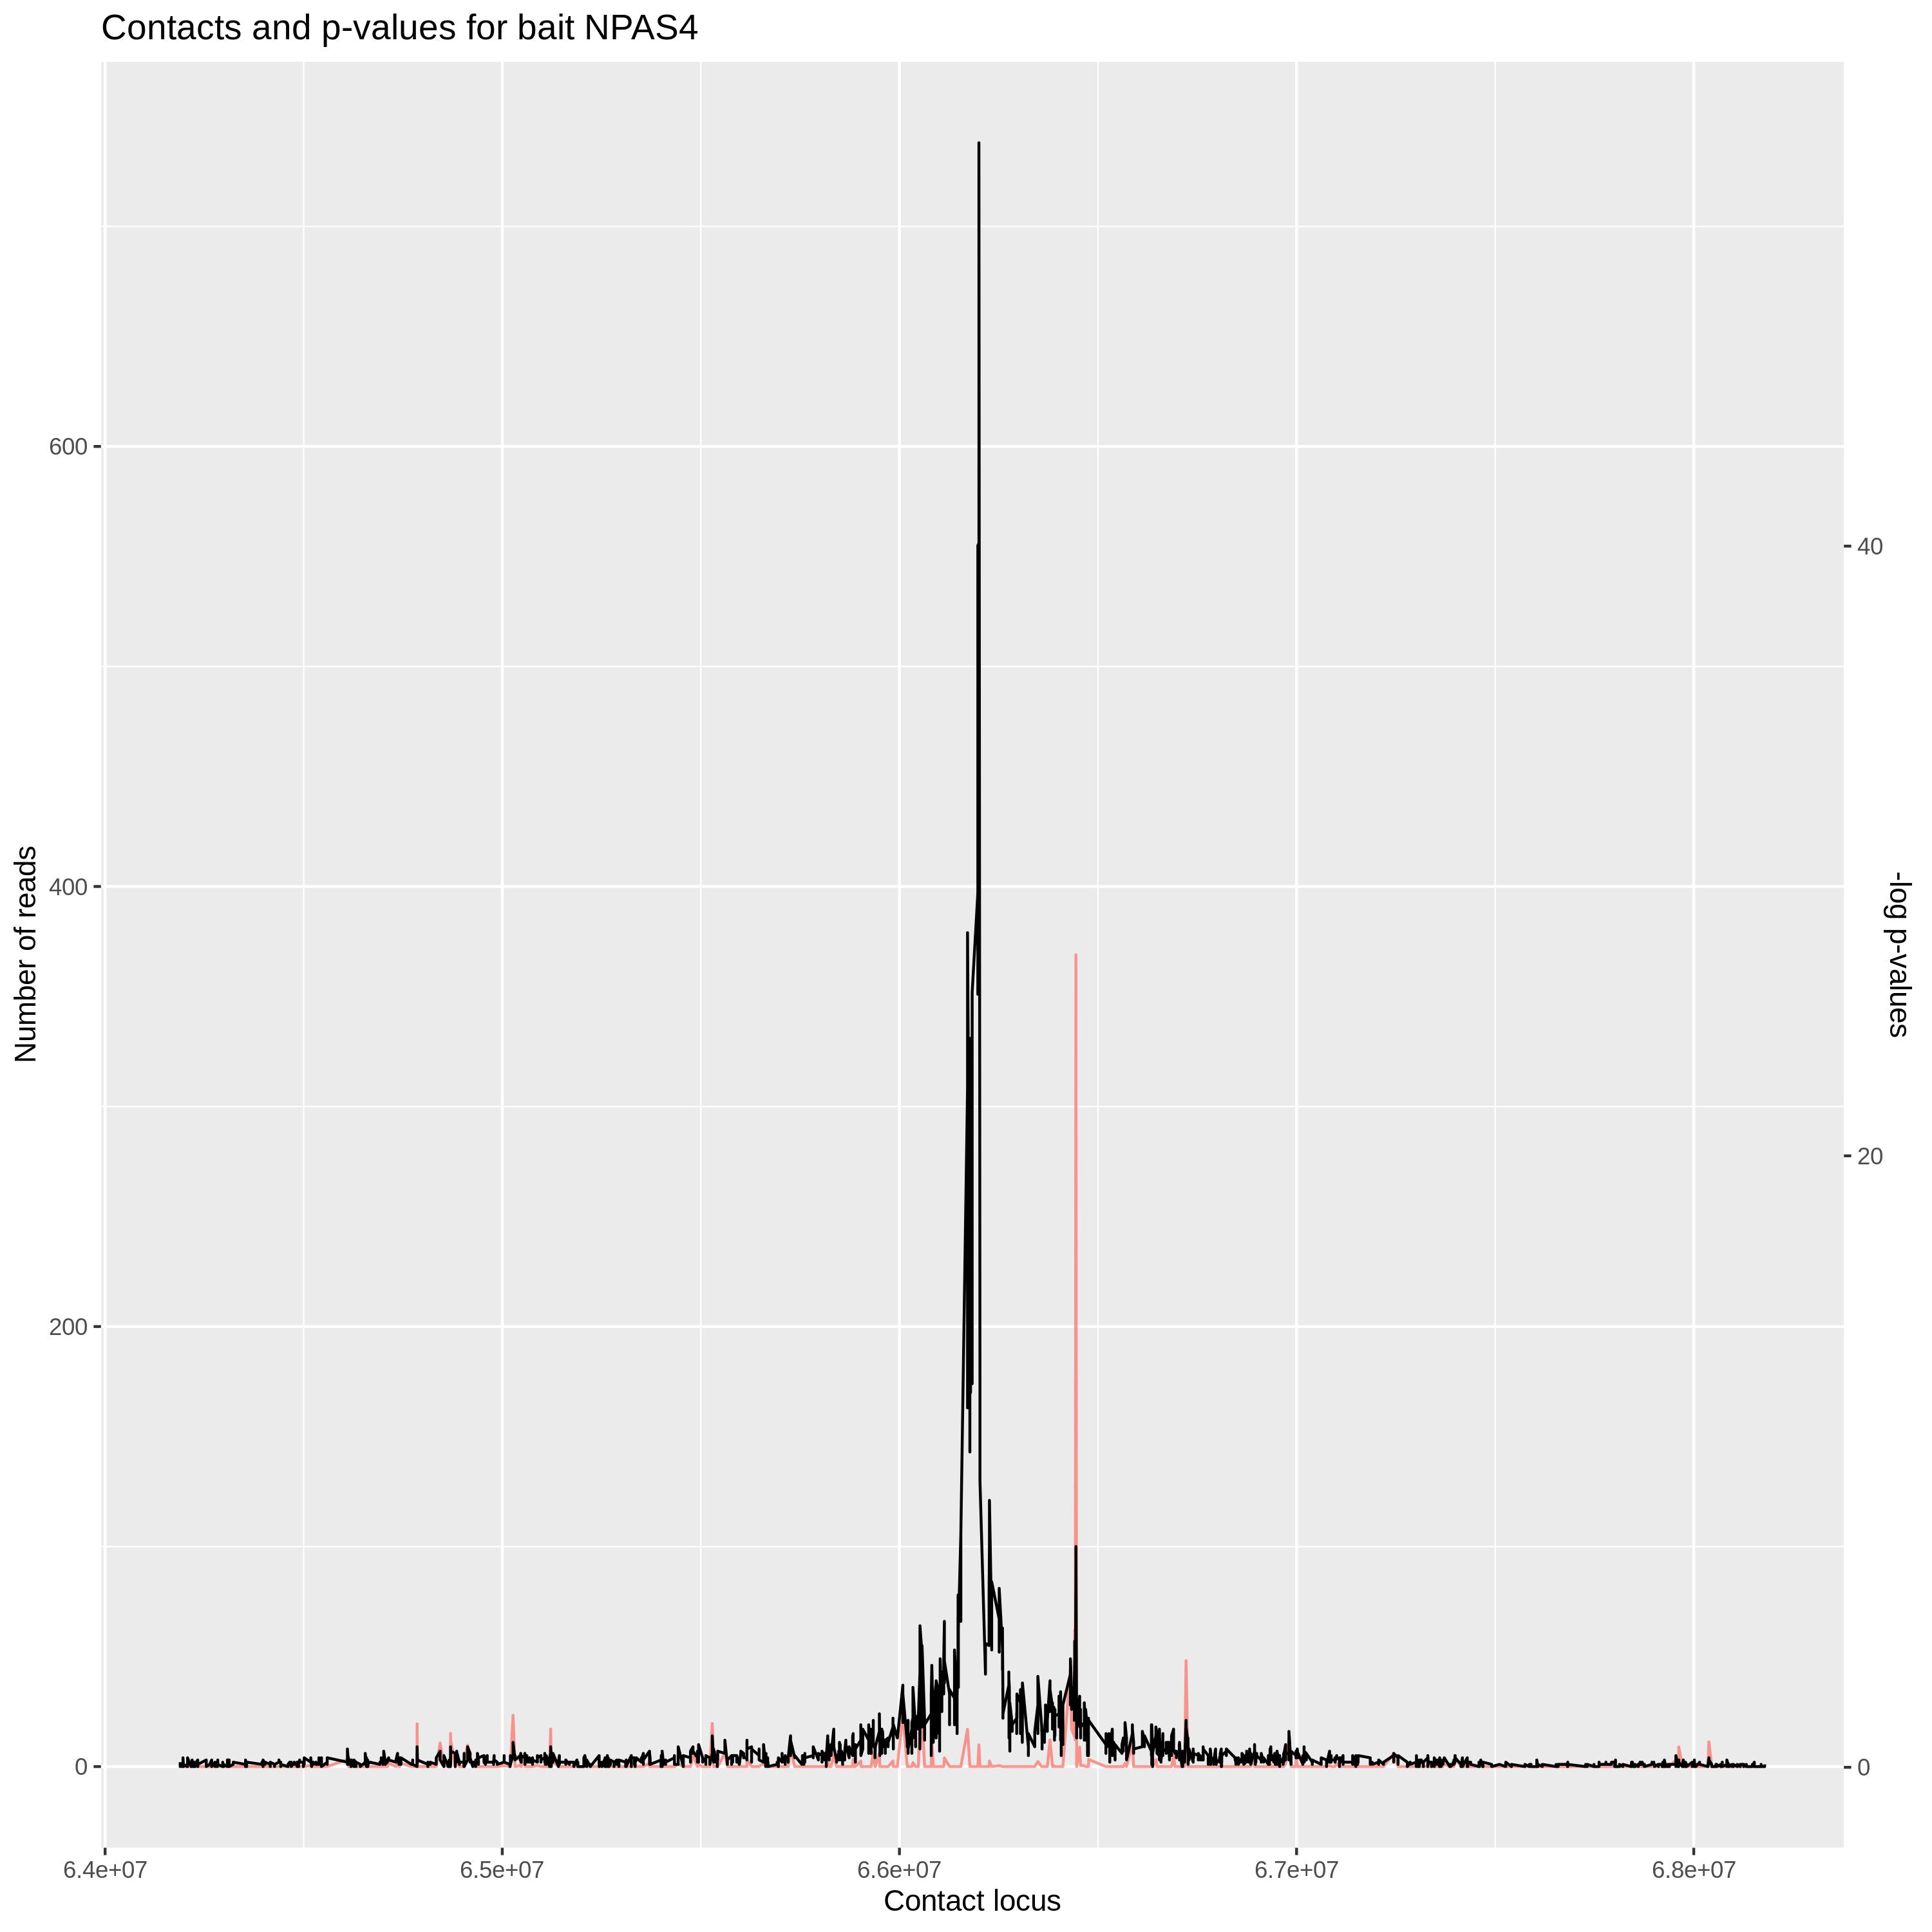 Contacts and p-values for bait NPAS4
600
400
200
0
Number of reads
40
20
0
-log p-values
6.4e+07
6.5e+07
6.6e+07
6.7e+07
6.8e+07
Contact locus